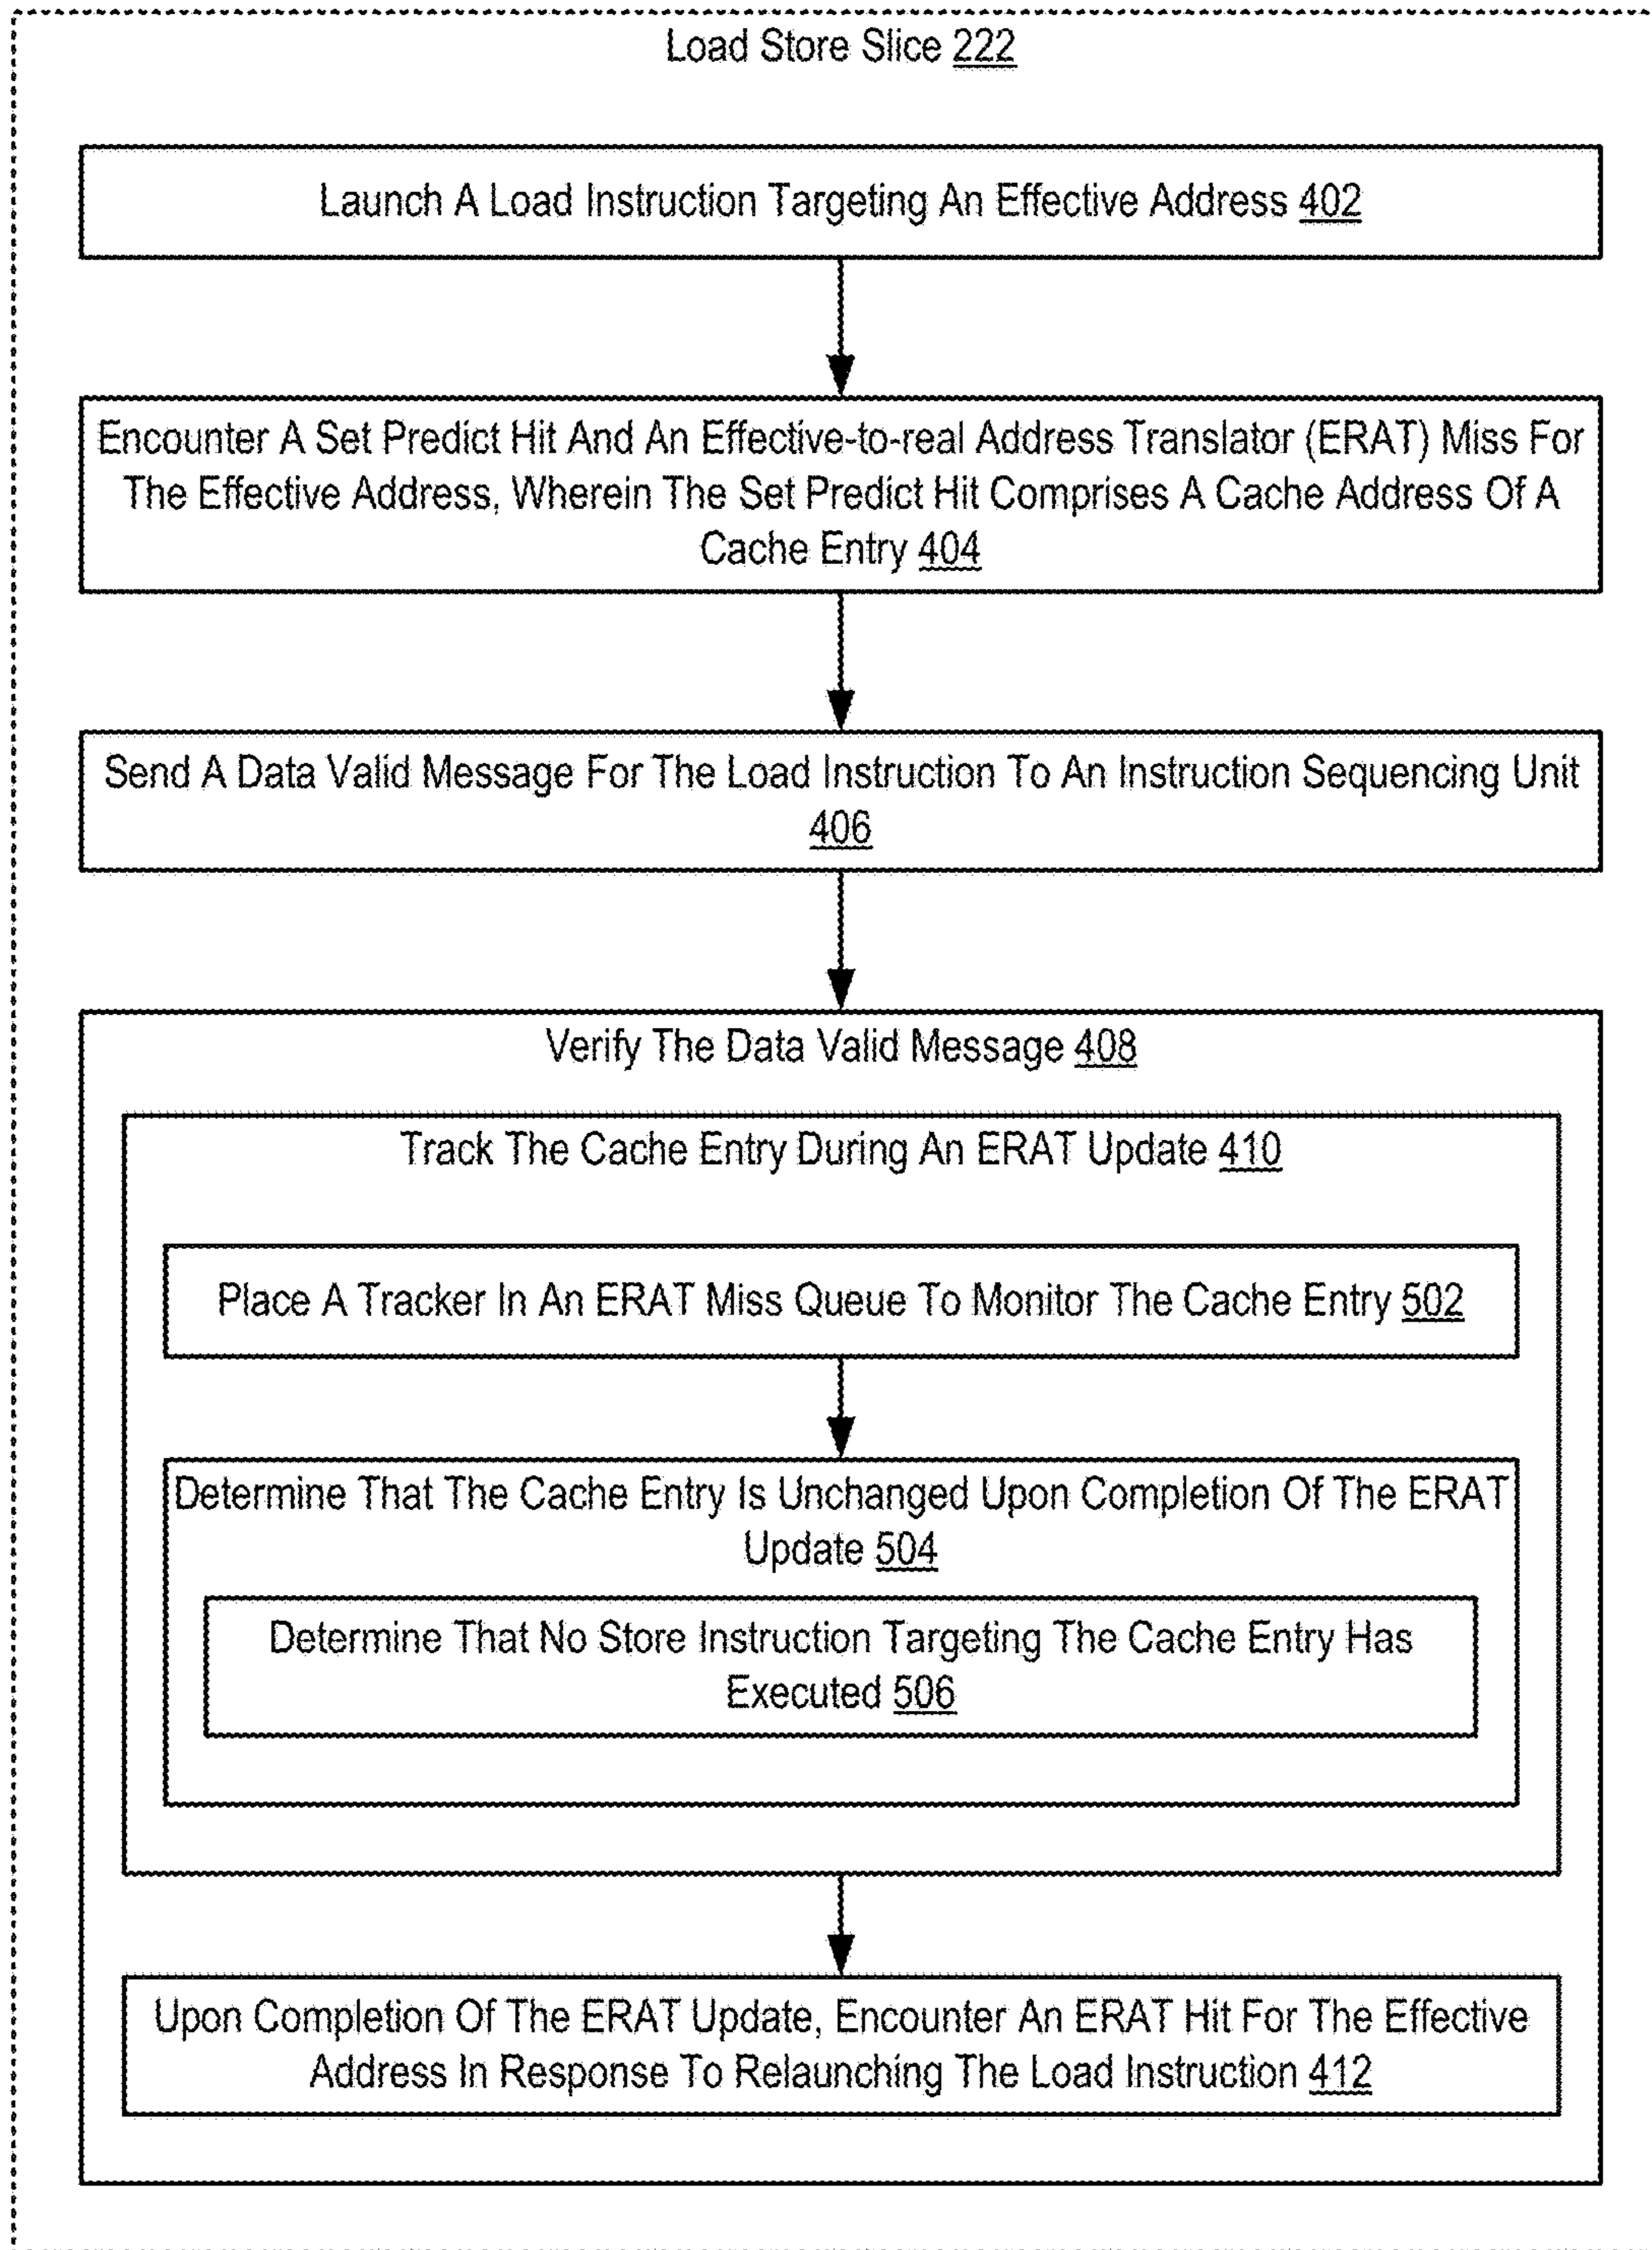 Load Store Slice 222
Launch A Load Instruction Targeting An Effective Address 402
Encounter A Set Predict Hit And An Effective-to-real Address Translator (ERAT) Miss For
The Effective Address, Wherein The Set Predict Hit Comprises A Cache Address Of A
Cache Entry 404
Send A Data Valid Message For The Load Instruction To An Instruction Sequencing Unit
406
Verify The Data Valid Message 408
Track The Cache Entry During An ERAT Update 410
Place A Tracker In An ERAT Miss Queue To Monitor The Cache Entry 502
Determine That The Cache Entry Is Unchanged Upon Completion Of The ERAT
Update 504
Determine That No Store Instruction Targeting The Cache Entry Has
Executed 506
Upon Completion Of The ERAT Update, Encounter An ERAT Hit For The Effective
Address In Response To Relaunching The Load Instruction 412